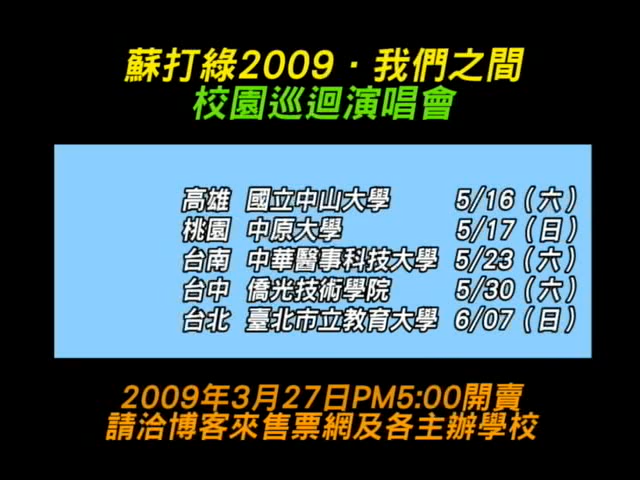 蘇打綠2009．我們之間
校園巡迴演唱會
高雄 國立中山大學 5/16（六）
桃園 中原大學 5/17（日）
台南 中華醫事科技大學 5/23（六）
台中 僑光技術學院 5/30（六）
台北 臺北市立教育大學 6/07（日）
2009年3月27日PM5:00開賣
請洽博客來售票網及各主辦學校